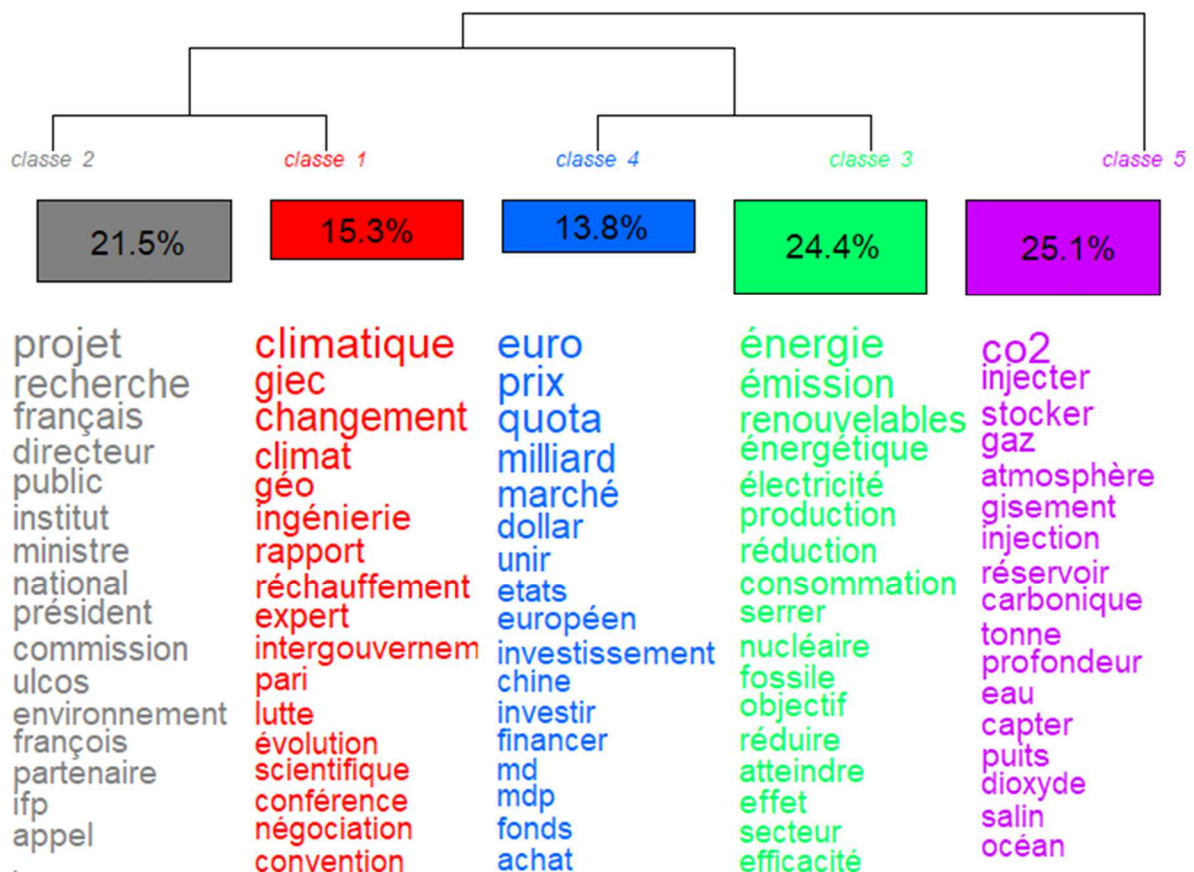 classe 2
classe 1
classe 4
classe 3
classe 5
21.5%
15.3%
13.8%
24.4%
25.1%
projet
recherche
français
directeur
public
institut
ministre
national
président
commission
ulcos
environnement
françois
partenaire
ifp
appel
climatique
giec
changement
climat
géo
ingénierie
rapport
réchauffement
expert
intergouvernem
pari
lutte
évolution
scientifique
conférence
négociation
convention
euro
prix
quota
milliard
marché
dollar
unir
etats
européen
investissement
chine
investir
financer
md
mdp
fonds
achat
énergie
émission
renouvelables
énergétique
électricité
production
réduction
consommation
serrer
nucléaire
fossile
objectif
réduire
atteindre
effet
secteur
efficacité
co2
injecter
stocker
gaz
atmosphère
gisement
injection
réservoir
carbonique
tonne
profondeur
eau
capter
puits
dioxyde
salin
océan